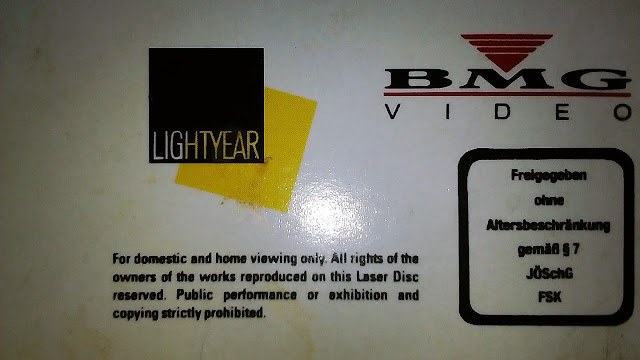 LIGHTYEAR
BMG
VIDEO
Freigegeben
ohne
Altersbeschränkung
gemäß § 7
JÖSchG
FSK
For domestic and home viewing only. All rights of the
owners of the works reproduced on this Laser Disc
reserved. Public performance or exhibition and
copying strictly prohibited.